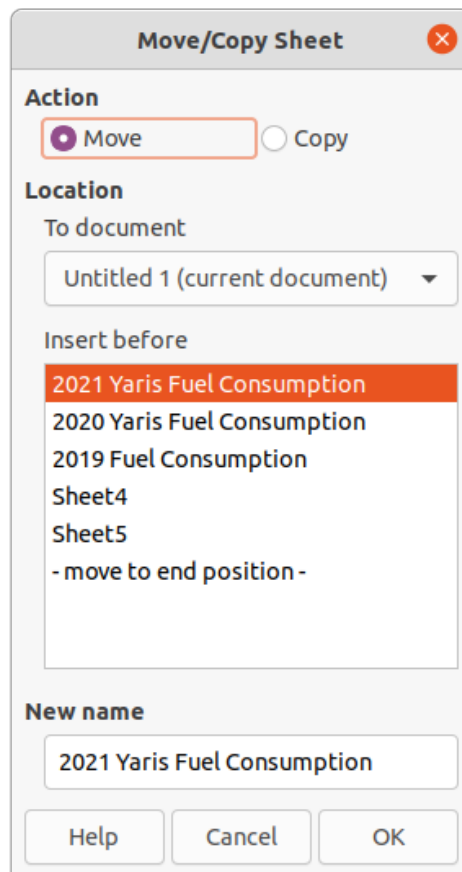 Move/Copy Sheet
Action
Move Copy
Location
To document
Untitled 1 (current document)
Insert before
2021 Yaris Fuel Consumption
2020 Yaris Fuel Consumption
2019 Fuel Consumption
Sheet4
Sheet5
- move to end position -
New name
2021 Yaris Fuel Consumption
Help Cancel OK